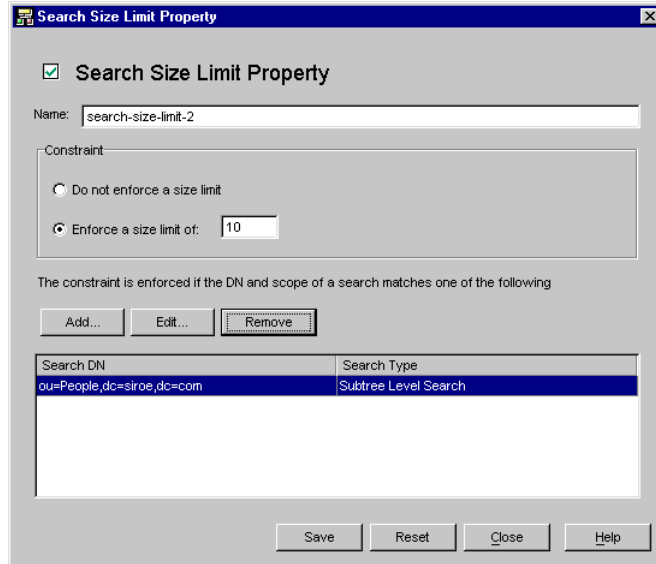 Search Size Limit Property
Search Size Limit Property
Name: search-size-limit-2
Constraint
Do not enforce a size limit
Enforce a size limit of: 10
The constraint is enforced if the DN and scope of a search matches one of the following
Add... Edit... Remove
Search DN Search Type
ou=People,dc=siroe,dc=com Subtree Level Search
Save Reset Close Help